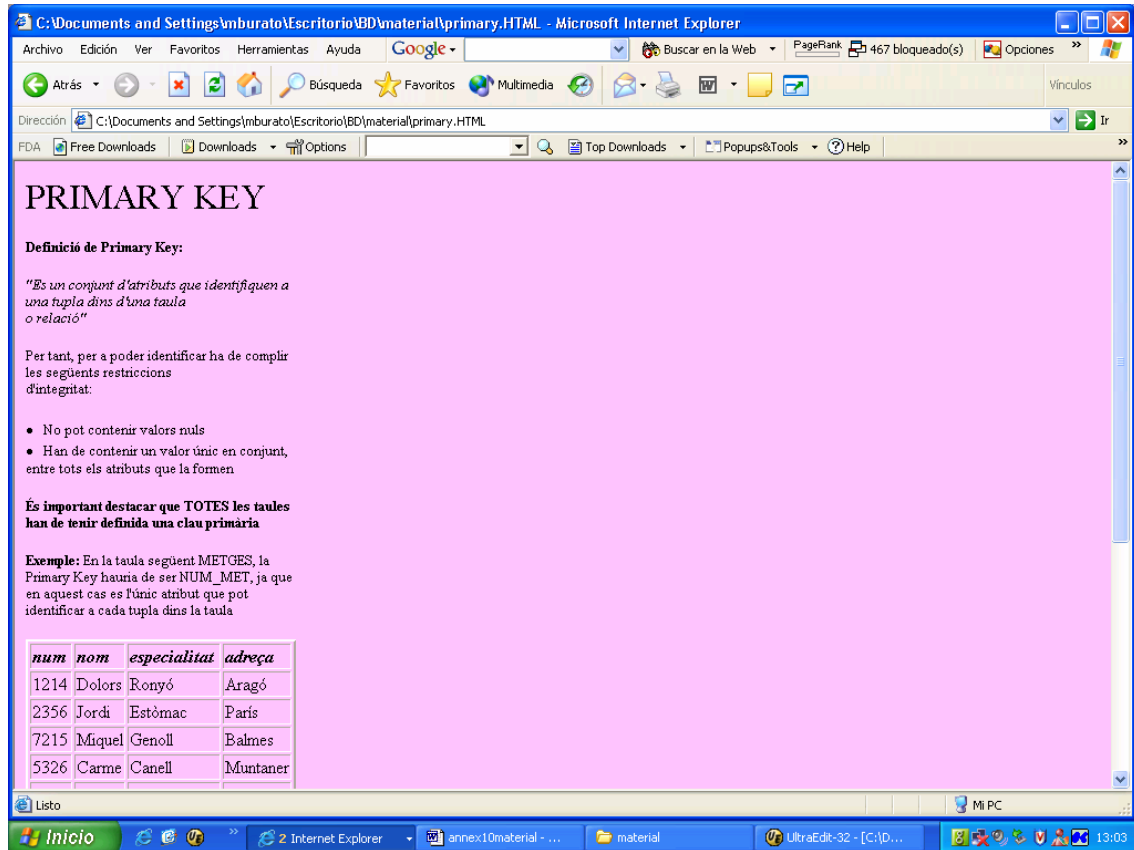 C:\Documents and Settings\mburato\Escritorio\BD\material\primary.HTML - Microsoft Internet Explorer
Archivo Edición Ver Favoritos Herramientas Ayuda Google Buscar en la Web PageRank 467 bloqueado(s) Opciones »
Atrás Búsqueda Favoritos Multimedia Vínculos
Dirección C:\Documents and Settings\mburato\Escritorio\BD\material\primary.HTML Ir
FDA Free Downloads Downloads Options Top Downloads Popups&Tools Help »
PRIMARY KEY
Definició de Primary Key:
"Es un conjunt d'atributs que identifiquen a
una tupla dins d'una taula
o relació"
Per tant, per a poder identificar ha de complir
les següents restriccions
d'integritat:
• No pot contenir valors nuls
• Han de contenir un valor únic en conjunt,
entre tots els atributs que la formen
És important destacar que TOTES les taules
han de tenir definida una clau primària
Exemple: En la taula següent METGES, la
Primary Key hauria de ser NUM_MET, ja que
en aquest cas es l'únic atribut que pot
identificar a cada tupla dins la taula
num nom especialitat adreça
1214 Dolors Ronyó Aragó
2356 Jordi Estòmac París
7215 Miquel Genoll Balmes
5326 Carme Canell Muntaner
Listo Mi PC
Inicio » 2 Internet Explorer annex10material - ... material UltraEdit-32 - [C:\D... 13:03